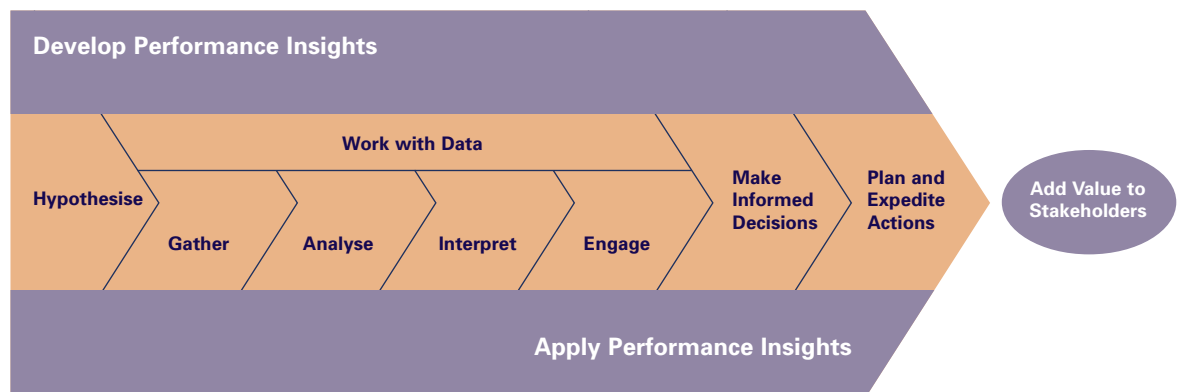 Develop Performance Insights
Work with Data
Hypothesise
Gather
Analyse
Interpret
Engage
Make
Informed
Decisions
Plan and
Expedite
Actions
Add Value to
Stakeholders
Apply Performance Insights